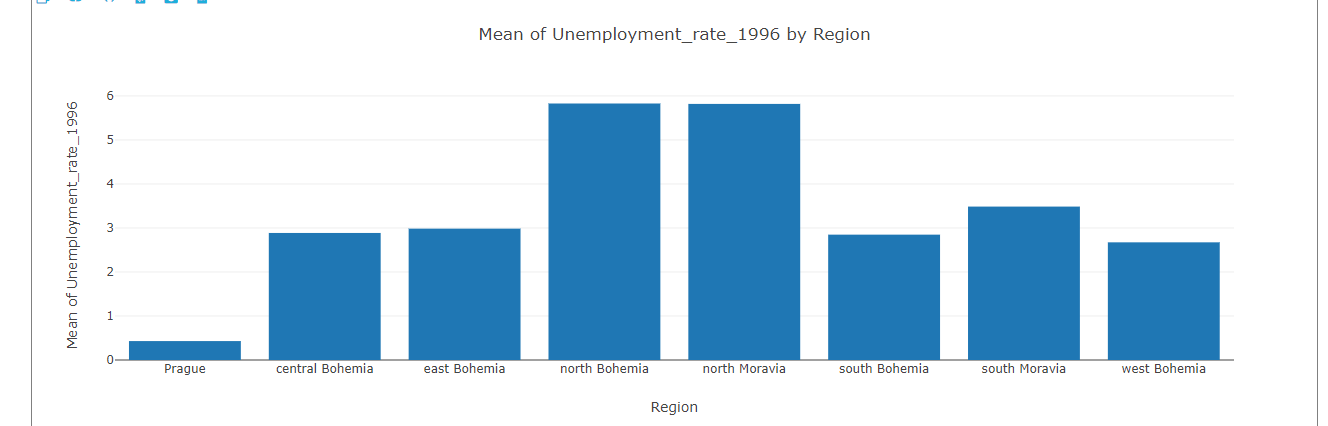 Mean of Unemployment_rate_1996 by Region
Mean of Unemployment_rate_1996
6
5
4
3
2
1
0
Prague
central Bohemia
east Bohemia
north Bohemia
north Moravia
south Bohemia
south Moravia
west Bohemia
Region